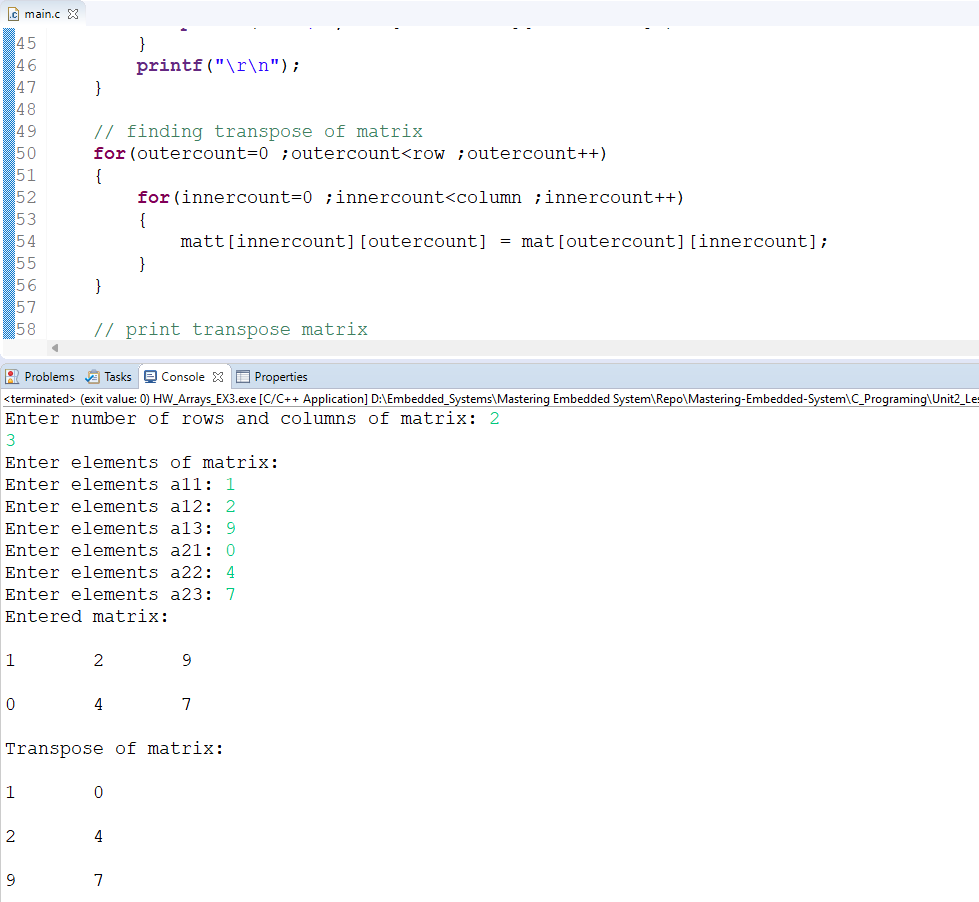 main.c
45 }
46 printf("\r\n");
47 }
48
49 // finding transpose of matrix
50 for(outercount=0 ;outercount<row ;outercount++)
51 {
52 for(innercount=0 ;innercount<column ;innercount++)
53 {
54 matt[innercount][outercount] = mat[outercount][innercount];
55 }
56 }
57
58 // print transpose matrix
Problems Tasks Console Properties
<terminated> (exit value: 0) HW_Arrays_EX3.exe [C/C++ Application] D:\Embedded_Systems\Mastering Embedded System\Repo\Mastering-Embedded-System\C_Programing\Unit2_Les
Enter number of rows and columns of matrix: 2
3
Enter elements of matrix:
Enter elements a11: 1
Enter elements a12: 2
Enter elements a13: 9
Enter elements a21: 0
Enter elements a22: 4
Enter elements a23: 7
Entered matrix:
1 2 9
0 4 7
Transpose of matrix:
1 0
2 4
9 7